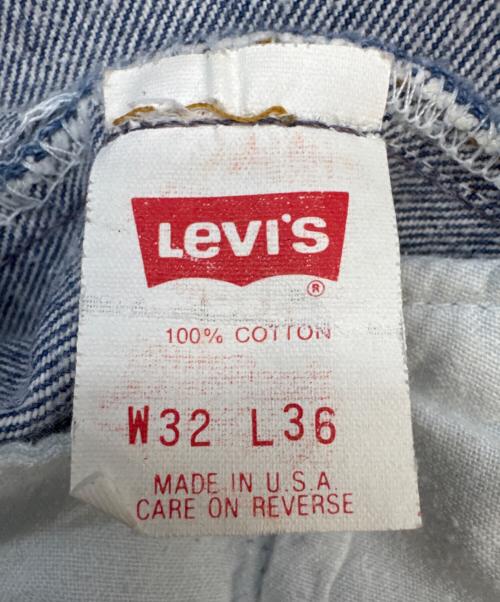 Levi's
®
100% COTTON
W32 L36
MADE IN U.S.A.
CARE ON REVERSE